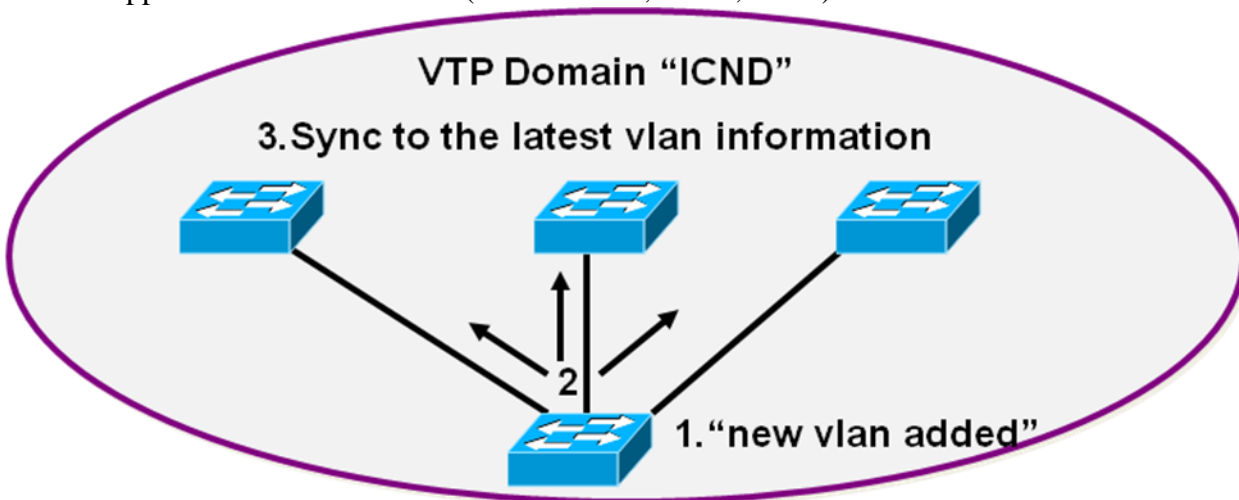 VTP Domain “ICND”
3.Sync to the latest vlan information
2
1.“new vlan added”